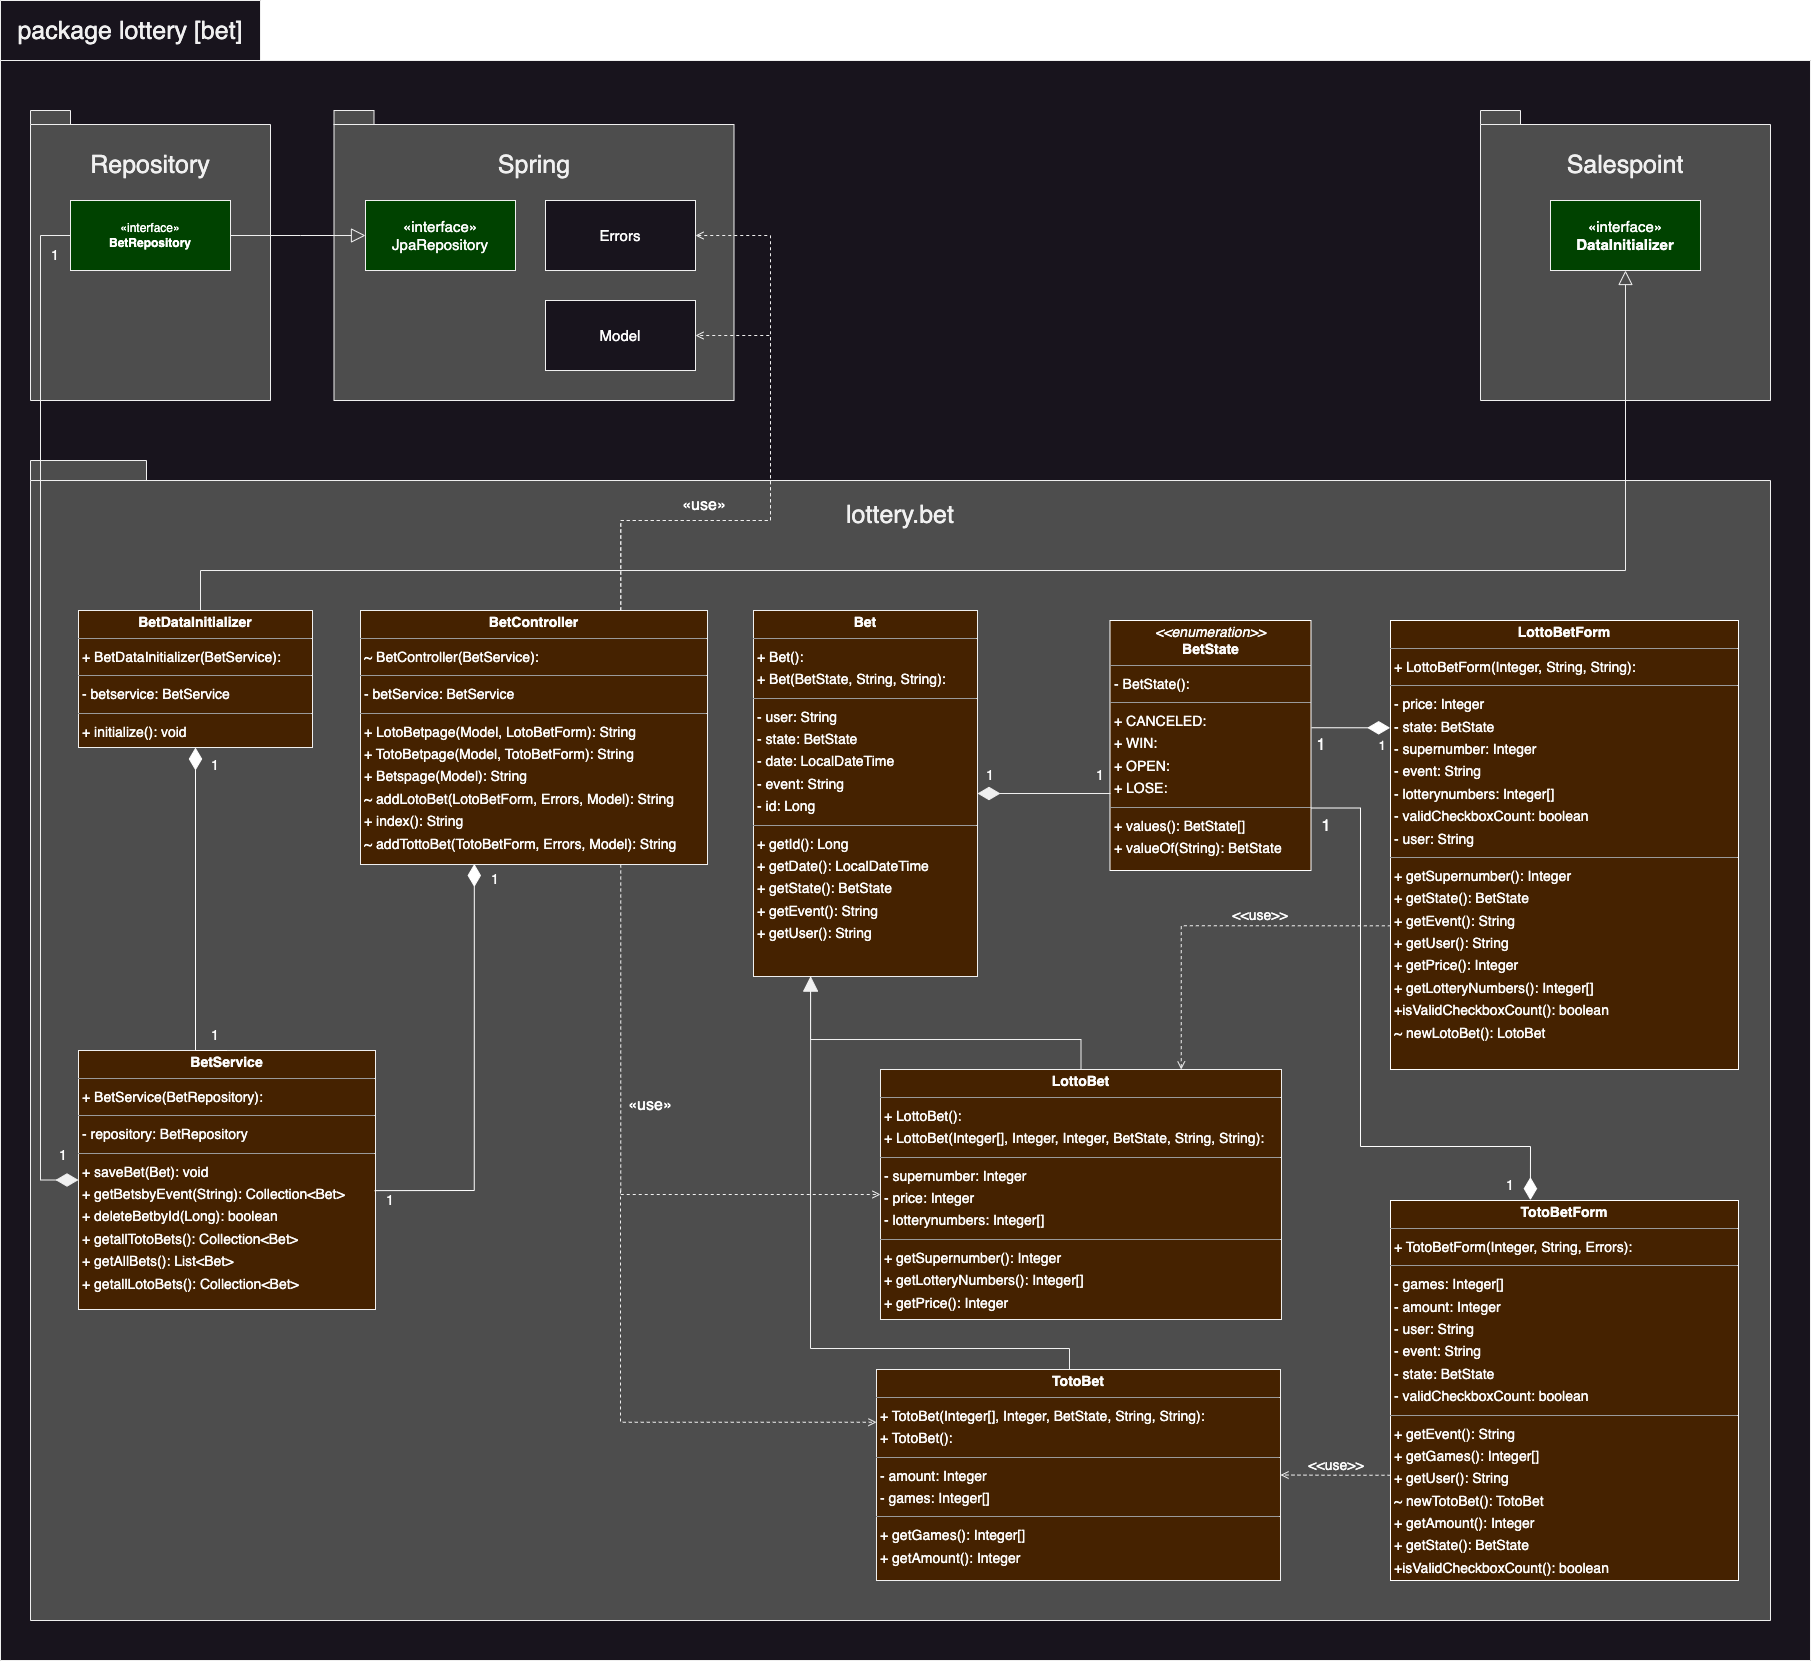 package lottery [bet]
Repository
«interface»
BetRepository
1
Spring
«interface»
JpaRepository
Errors
Model
Salespoint
«interface»
DataInitializer
«use»
lottery.bet
BetDataInitializer
+ BetDataInitializer(BetService):
- betservice: BetService
+ initialize(): void
1
1
BetController
~ BetController(BetService):
- betService: BetService
+ LotoBetpage(Model, LotoBetForm): String
+ TotoBetpage(Model, TotoBetForm): String
+ Betspage(Model): String
~ addLotoBet(LotoBetForm, Errors, Model): String
+ index(): String
~ addTottoBet(TotoBetForm, Errors, Model): String
1
1
Bet
+ Bet():
+ Bet(BetState, String, String):
- user: String
- state: BetState
- date: LocalDateTime
- event: String
- id: Long
+ getId(): Long
+ getDate(): LocalDateTime
+ getState(): BetState
+ getEvent(): String
+ getUser(): String
1
1
<<enumeration>>
BetState
- BetState():
+ CANCELED:
+ WIN:
+ OPEN:
+ LOSE:
+ values(): BetState[]
+ valueOf(String): BetState
1
1
1
LottoBetForm
+ LottoBetForm(Integer, String, String):
- price: Integer
- state: BetState
- supernumber: Integer
- event: String
- lotterynumbers: Integer[]
- validCheckboxCount: boolean
- user: String
+ getSupernumber(): Integer
+ getState(): BetState
+ getEvent(): String
+ getUser(): String
+ getPrice(): Integer
+ getLotteryNumbers(): Integer[]
+isValidCheckboxCount(): boolean
~ newLotoBet(): LotoBet
<<use>>
BetService
+ BetService(BetRepository):
- repository: BetRepository
+ saveBet(Bet): void
+ getBetsbyEvent(String): Collection<Bet>
+ deleteBetbyId(Long): boolean
+ getallTotoBets(): Collection<Bet>
+ getAllBets(): List<Bet>
+ getallLotoBets(): Collection<Bet>
1
«use»
LottoBet
+ LottoBet():
+ LottoBet(Integer[], Integer, Integer, BetState, String, String):
- supernumber: Integer
- price: Integer
- lotterynumbers: Integer[]
+ getSupernumber(): Integer
+ getLotteryNumbers(): Integer[]
+ getPrice(): Integer
TotoBet
+ TotoBet(Integer[], Integer, BetState, String, String):
+ TotoBet():
- amount: Integer
- games: Integer[]
+ getGames(): Integer[]
+ getAmount(): Integer
<<use>>
1
TotoBetForm
+ TotoBetForm(Integer, String, Errors):
- games: Integer[]
- amount: Integer
- user: String
- event: String
- state: BetState
- validCheckboxCount: boolean
+ getEvent(): String
+ getGames(): Integer[]
+ getUser(): String
~ newTotoBet(): TotoBet
+ getAmount(): Integer
+ getState(): BetState
+isValidCheckboxCount(): boolean